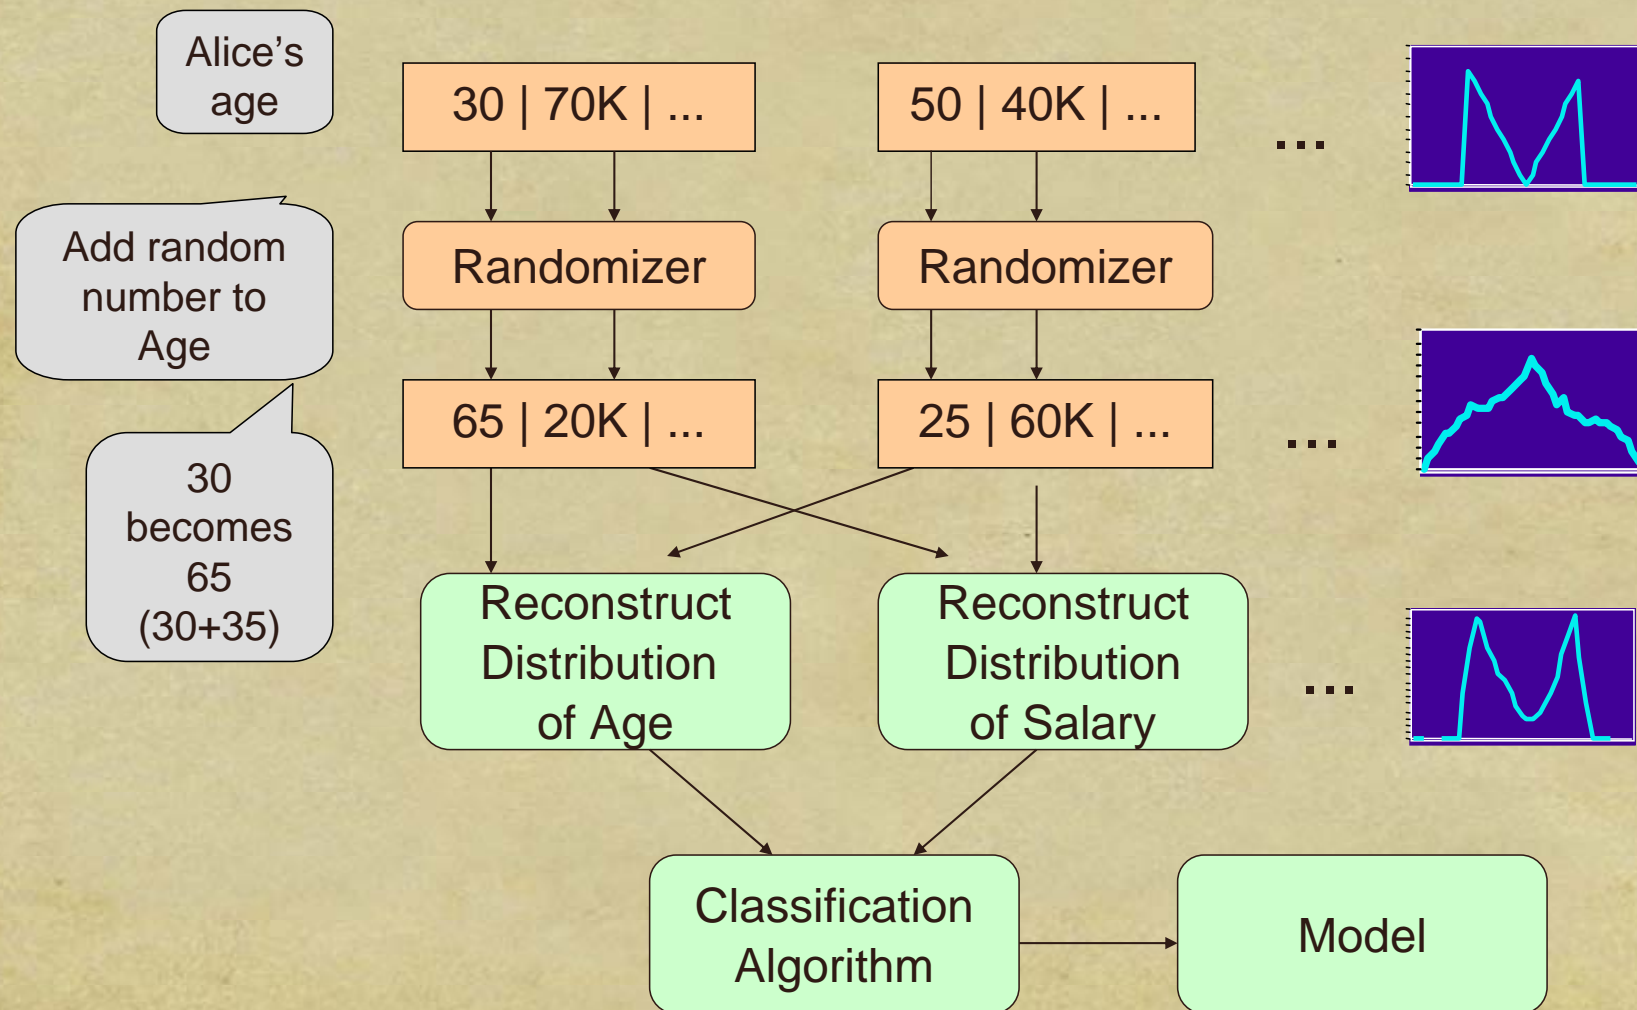 Alice’s
age
30 | 70K | ...
50 | 40K | ...
...
Add random
number to
Age
Randomizer
Randomizer
65 | 20K | ...
25 | 60K | ...
...
30
becomes
65
(30+35)
Reconstruct
Distribution
of Age
Reconstruct
Distribution
of Salary
...
Classification
Algorithm
Model